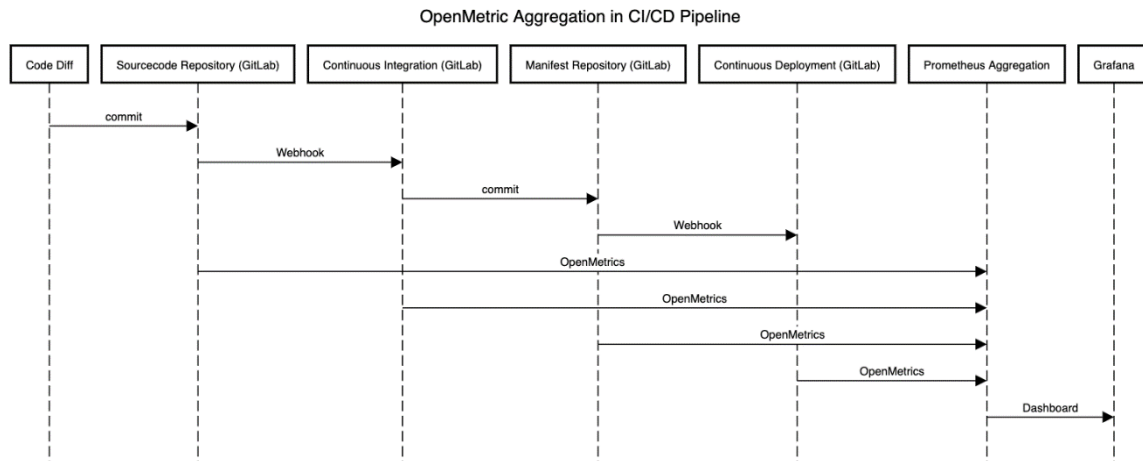 OpenMetric Aggregation in CI/CD Pipeline
Code Diff
Sourcecode Repository (GitLab)
Continuous Integration (GitLab)
Manifest Repository (GitLab)
Continuous Deployment (GitLab)
Prometheus Aggregation
Grafana
commit
Webhook
commit
Webhook
OpenMetrics
OpenMetrics
OpenMetrics
OpenMetrics
Dashboard